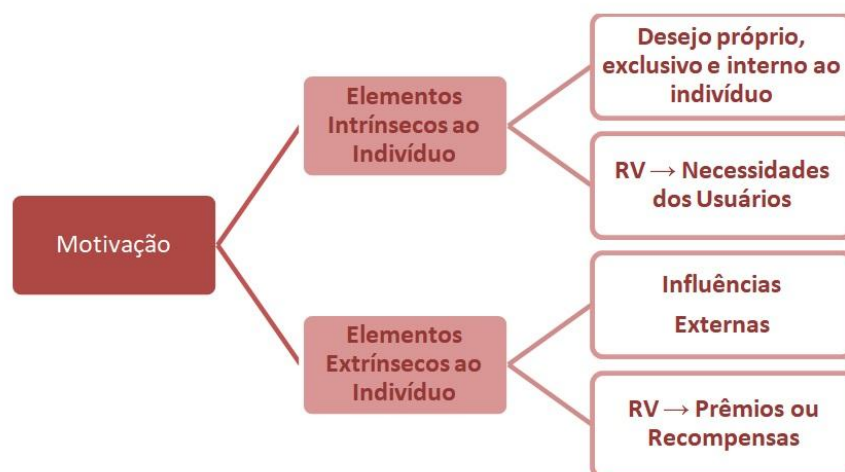 Motivação
Elementos
Intrínsecos ao
Indivíduo
Desejo próprio,
exclusivo e interno ao
indivíduo
RV → Necessidades
dos Usuários
Elementos
Extrínsecos ao
Indivíduo
Influências
Externas
RV → Prêmios ou
Recompensas